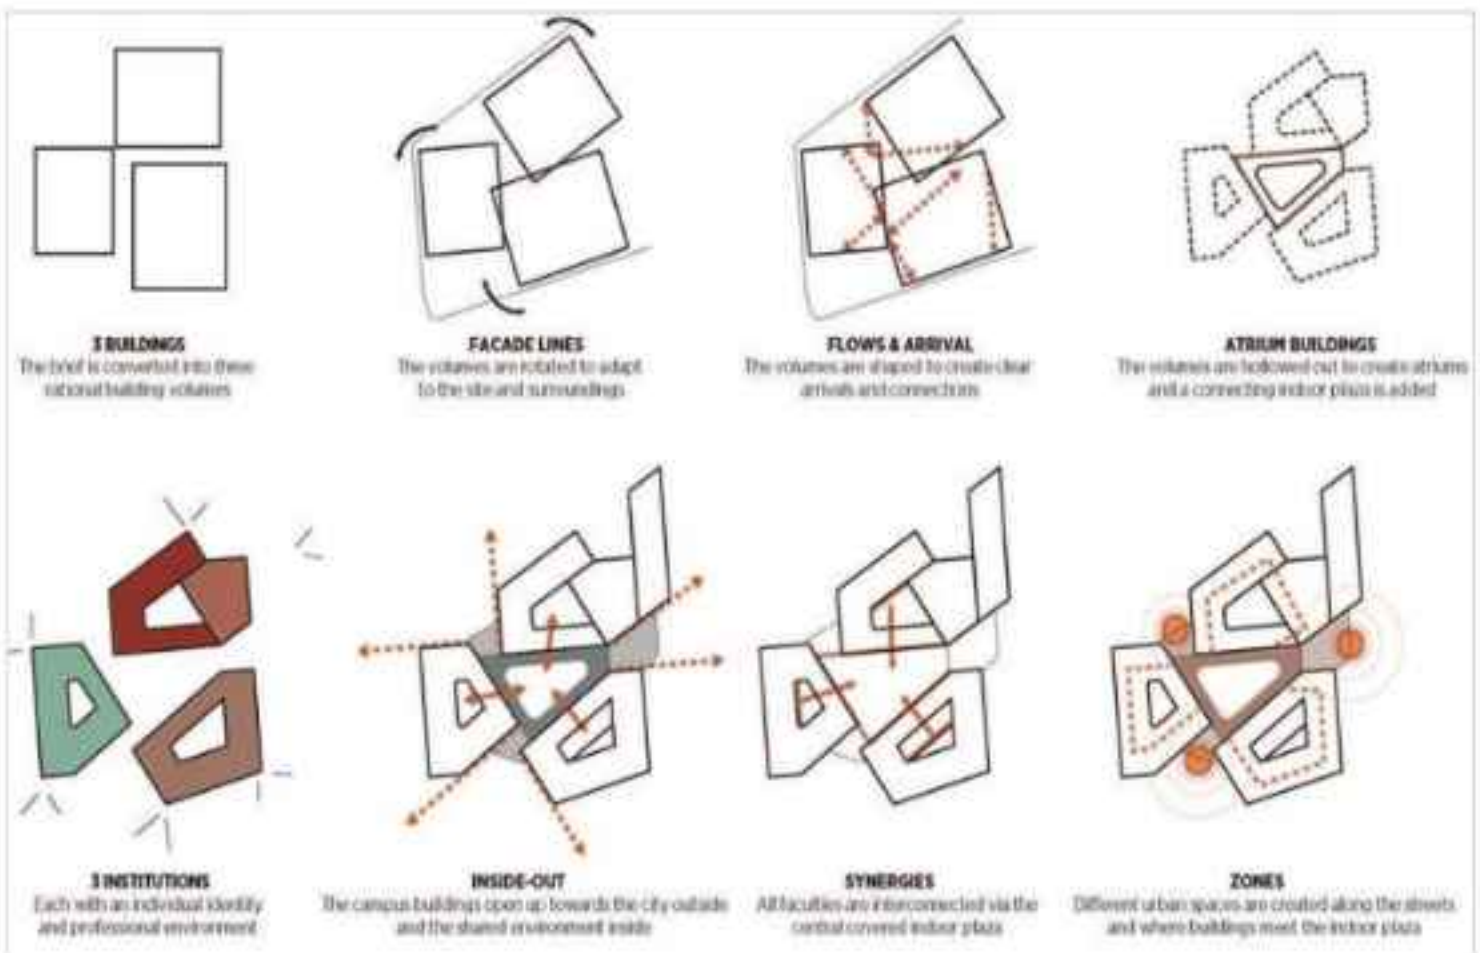 3 BUILDINGS
The brief is converted into three
rational building volumes
FACADE LINES
The volumes are rotated to adapt
to the site and surroundings
FLOWS & ARRIVAL
The volumes are shaped to create clear
arrivals and connections
ATRIUM BUILDINGS
The volumes are hollowed out to create atriums
and a connecting indoor plaza is added
3 INSTITUTIONS
Each with an individual identity
and professional environment
INSIDE-OUT
The campus buildings open up towards the city outside
and the shared environment inside
SYNERGIES
All faculties are interconnected via the
central covered indoor plaza
ZONES
Different urban spaces are created along the streets
and where buildings meet the indoor plaza